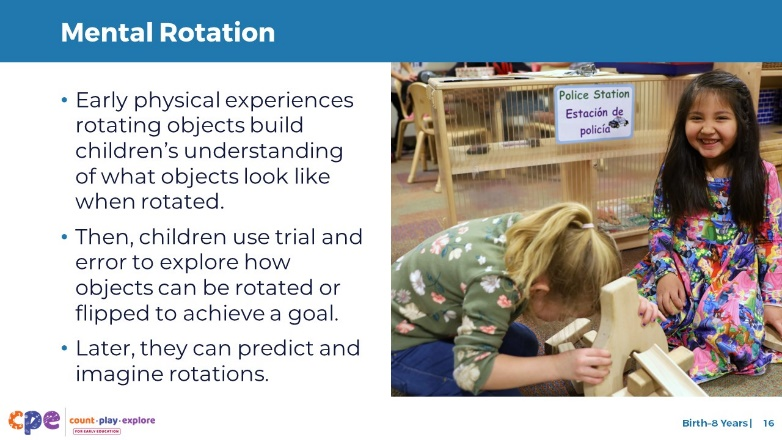 Mental Rotation
• Early physical experiences
rotating objects build
children's understanding
of what objects look like
when rotated.
• Then, children use trial and
error to explore how
objects can be rotated or
flipped to achieve a goal.
• Later, they can predict and
imagine rotations.
Police Station
Estación de
policía
cpe
count·play·explore
FOR EARLY EDUCATION
Birth–8 Years| 16